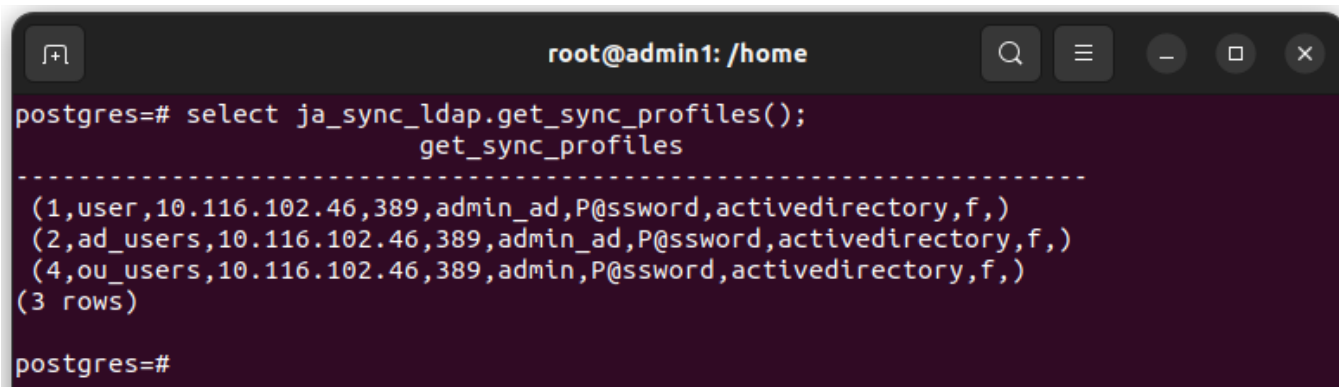 root@admin1: /home
postgres=# select ja_sync_ldap.get_sync_profiles();
get_sync_profiles
----------------------------------------------------------------------
(1,user,10.116.102.46,389,admin_ad,P@ssword,activedirectory,f,)
(2,ad_users,10.116.102.46,389,admin_ad,P@ssword,activedirectory,f,)
(4,ou_users,10.116.102.46,389,admin,P@ssword,activedirectory,f,)
(3 rows)
postgres=#